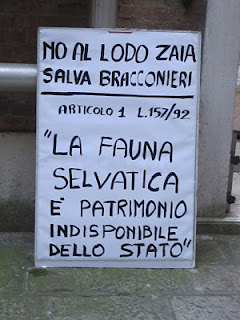 NO AL LODO ZAIA
SALVA BRACCONIERI
ARTICOLO 1 L.157/92
"LA FAUNA
SELVATICA
E' PATRIMONIO
INDISPONIBILE
DELLO STATO"